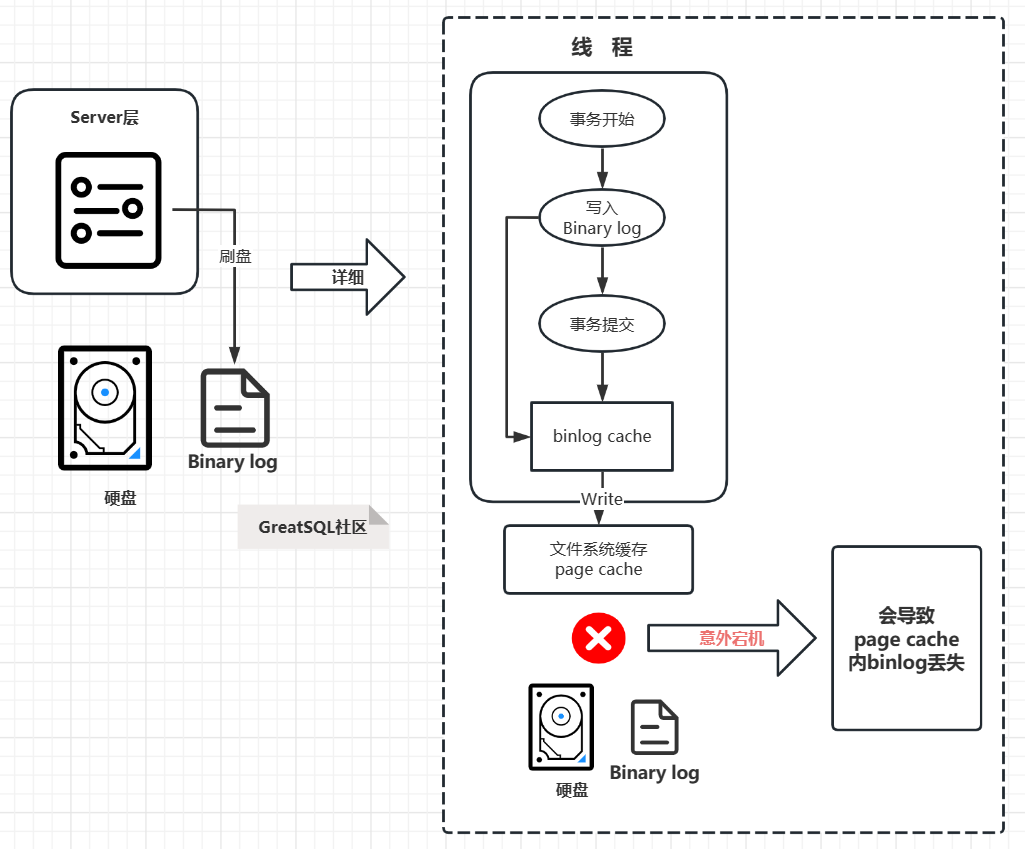 Server层
刷盘
硬盘
Binary log
GreatSQL社区
详细
线 程
事务开始
写入
Binary log
事务提交
binlog cache
Write
文件系统缓存
page cache
意外宕机
会导致
page cache
内binlog丢失
硬盘
Binary log